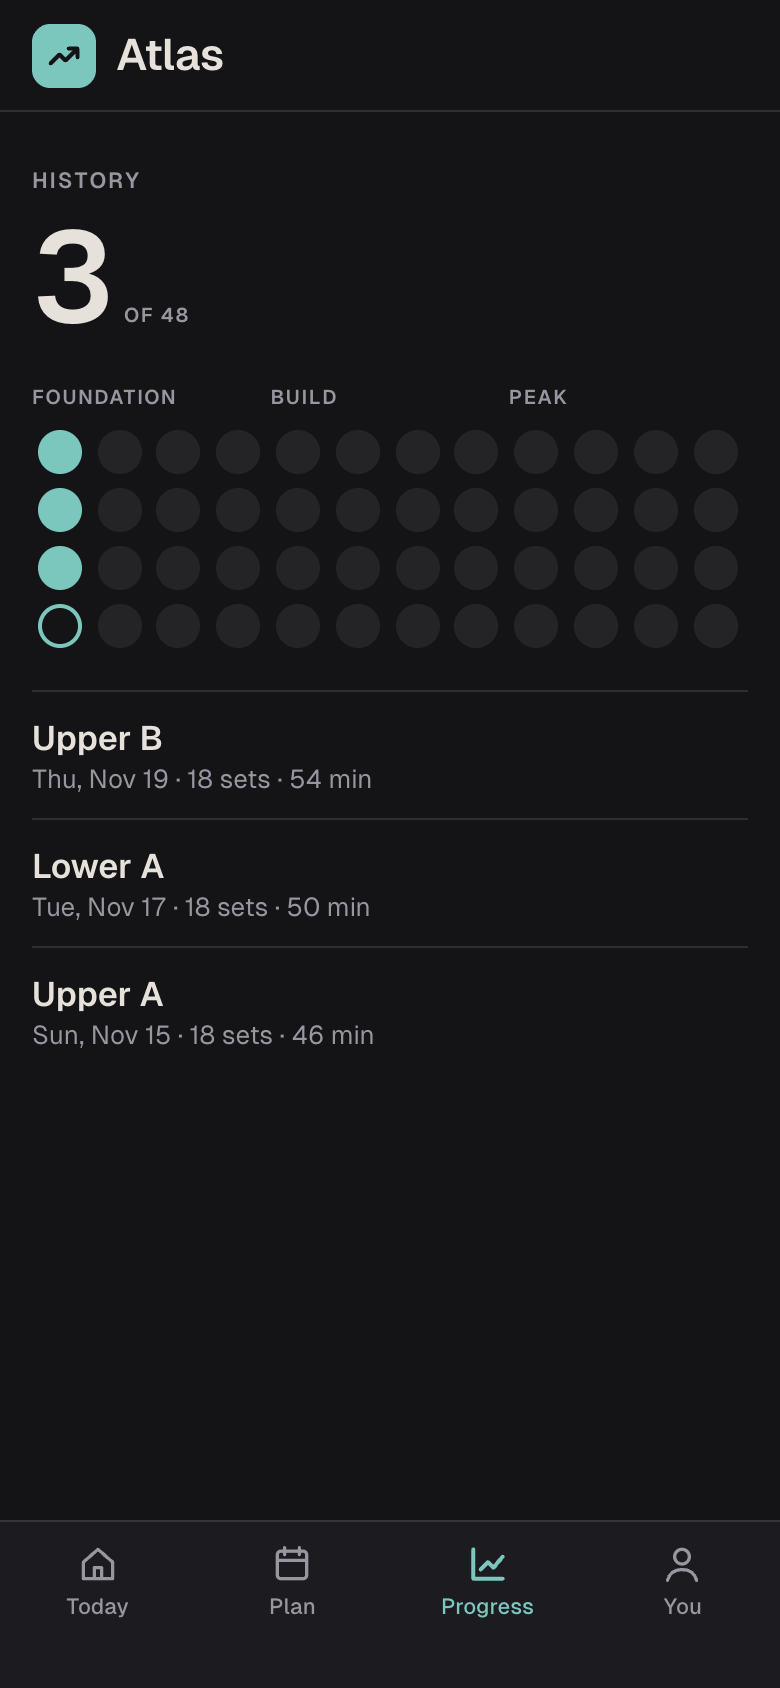 Atlas
HISTORY
3 OF 48
FOUNDATION BUILD PEAK
Upper B
Thu, Nov 19 · 18 sets · 54 min
Lower A
Tue, Nov 17 · 18 sets · 50 min
Upper A
Sun, Nov 15 · 18 sets · 46 min
Today Plan Progress You